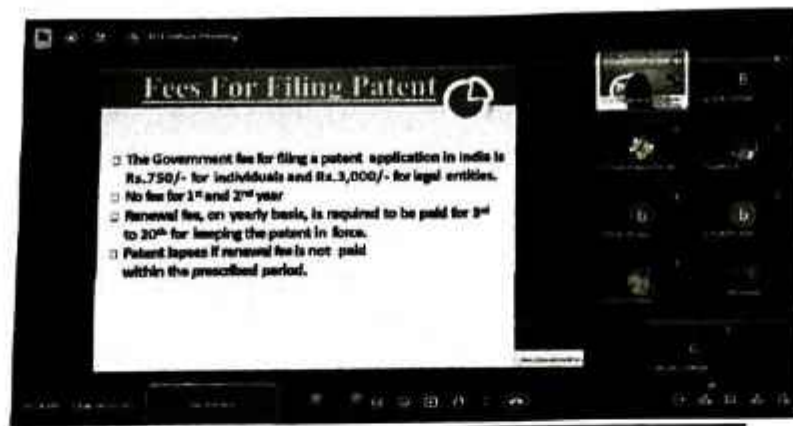 Fees For Filing Patent
The Government fee for filing a patent application in India is
Rs.750/- for individuals and Rs.3,000/- for legal entities.
No fee for 1st and 2nd year
Renewal fee, on yearly basis, is required to be paid for 3rd
to 20th for keeping the patent in force.
Patent lapses if renewal fee is not paid
within the prescribed period.
B
b
b